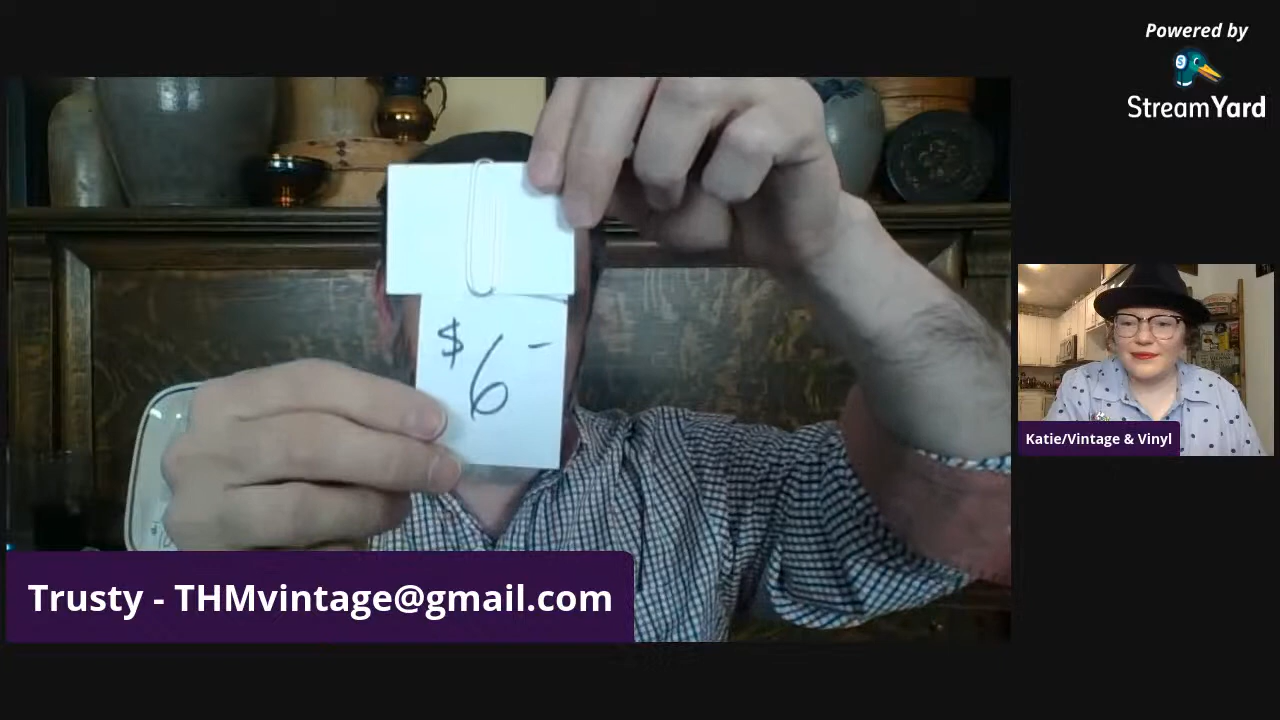 Powered by
StreamYard
$6-
Katie/Vintage & Vinyl
Trusty - THMvintage@gmail.com